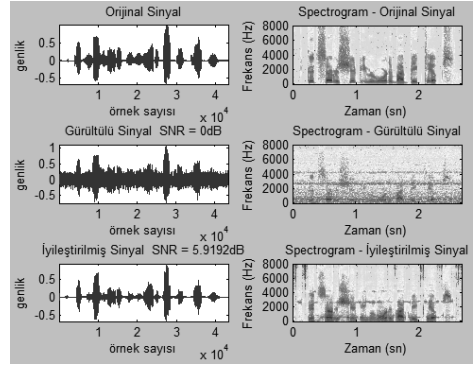 Orijinal Sinyal
genlik
0.5
0
-0.5
1 2 3 4
örnek sayısı
x 10^4
Spectrogram - Orijinal Sinyal
Frekans (Hz)
8000
6000
4000
2000
0
0 1 2
Zaman (sn)
Gürültülü Sinyal SNR = 0dB
genlik
1
0.5
0
-0.5
1 2 3 4
örnek sayısı
x 10^4
Spectrogram - Gürültülü Sinyal
Frekans (Hz)
8000
6000
4000
2000
0
0 1 2
Zaman (sn)
İyileştirilmiş Sinyal SNR = 5.9192dB
genlik
0.5
0
-0.5
1 2 3 4
örnek sayısı
x 10^4
Spectrogram - İyileştirilmiş Sinyal
Frekans (Hz)
8000
6000
4000
2000
0
0 1 2
Zaman (sn)